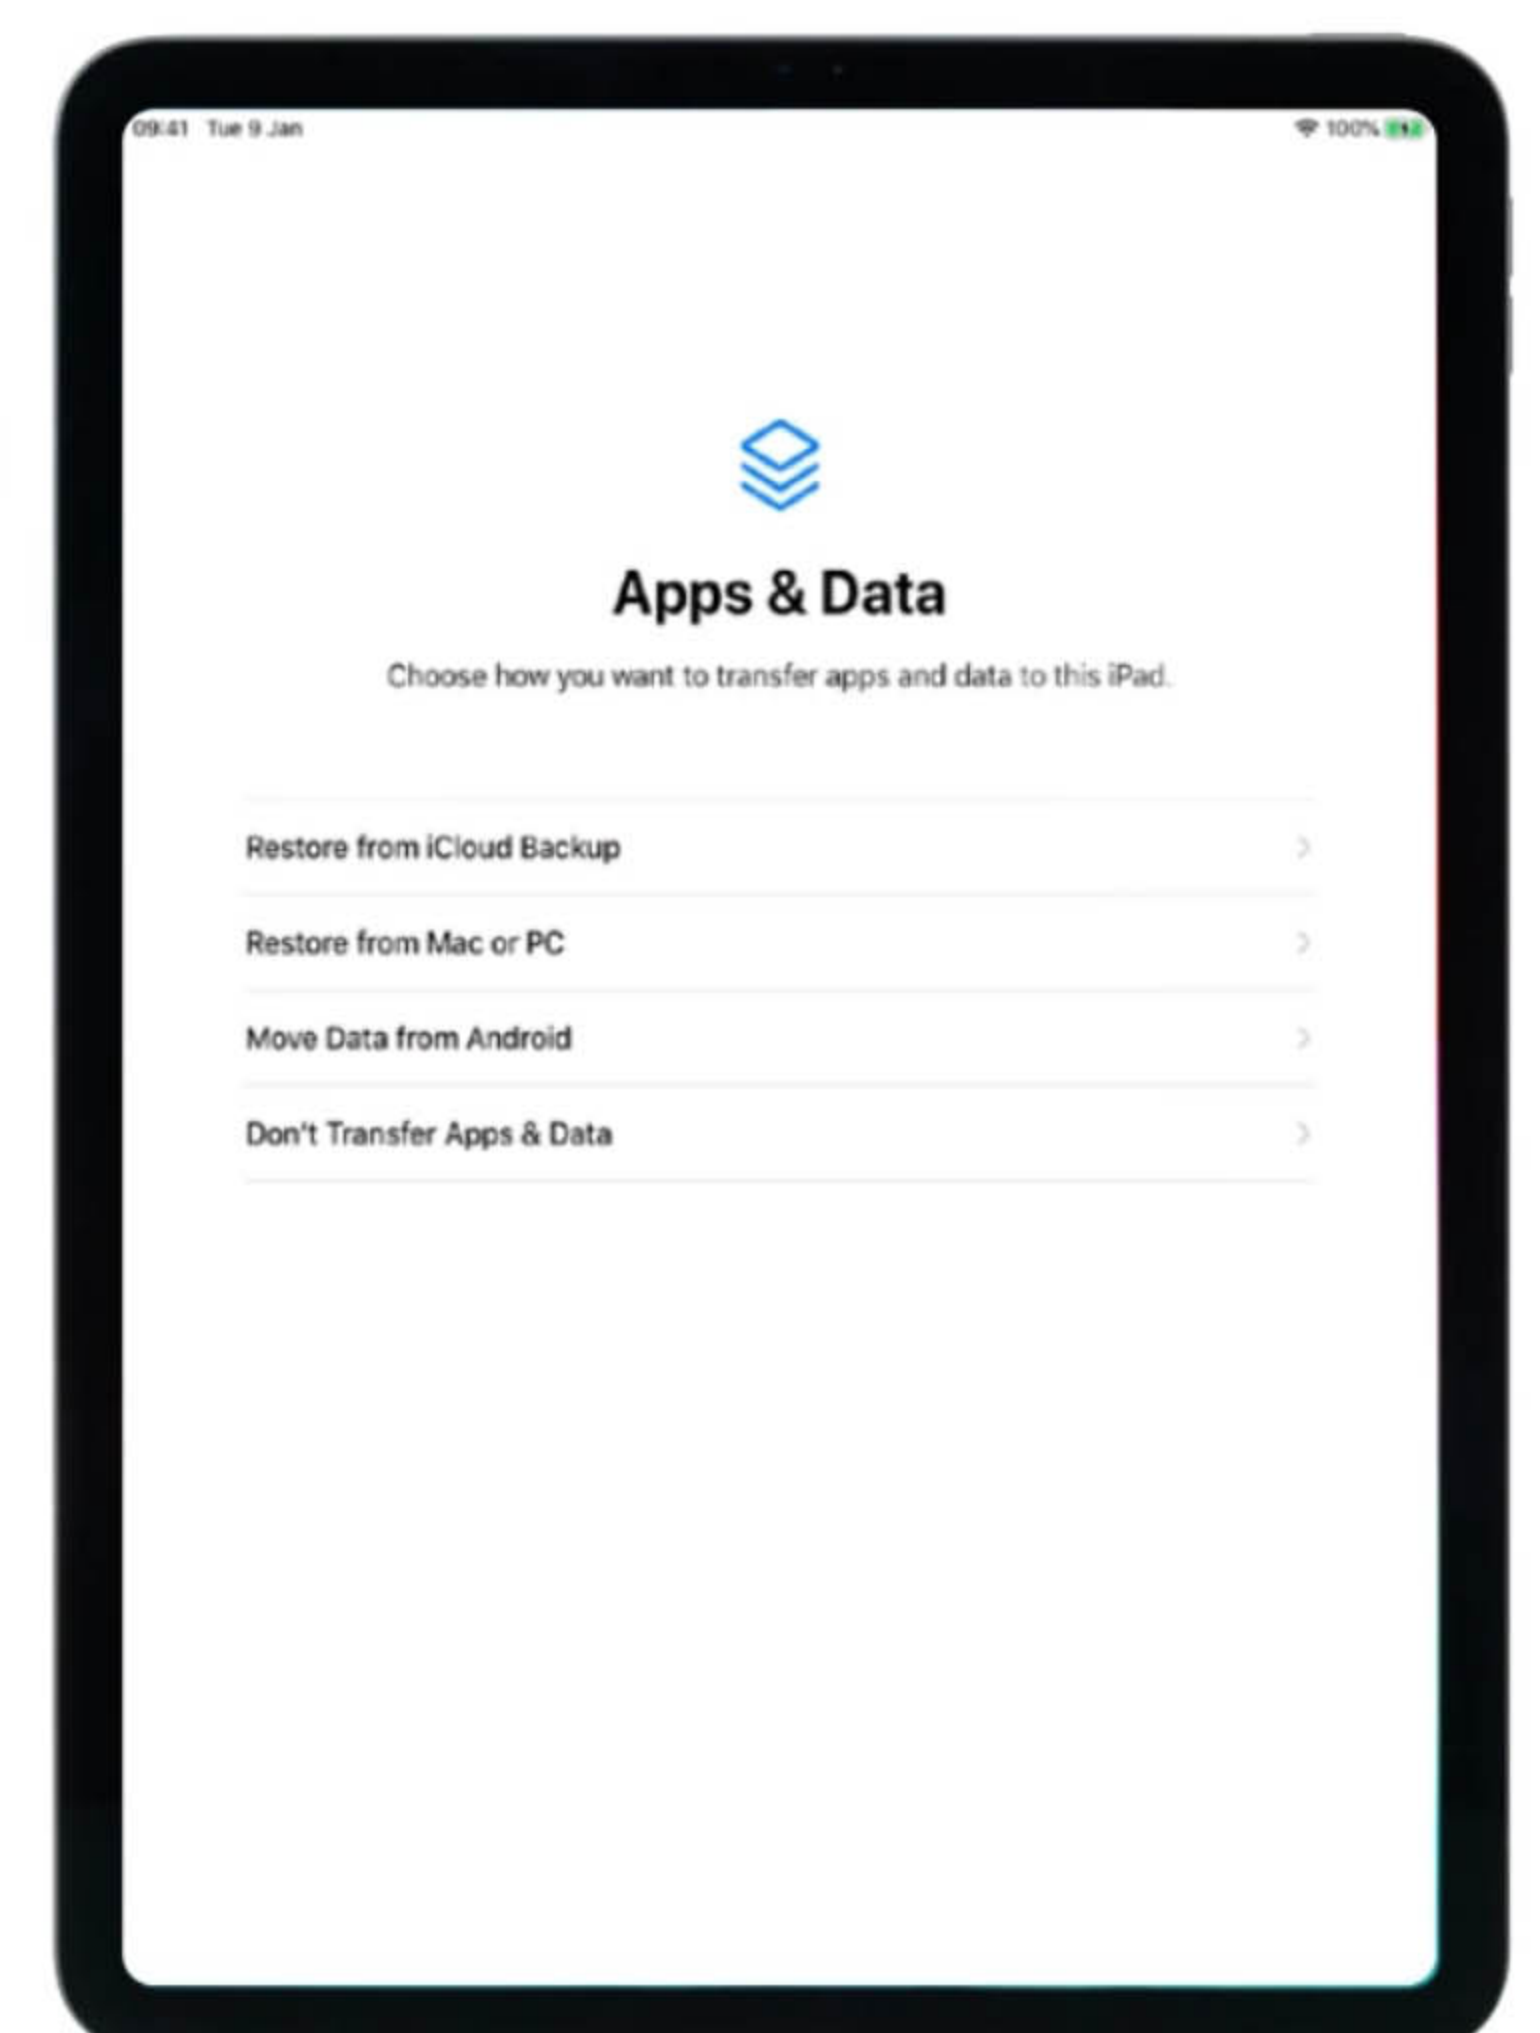 09:41 Tue 9 Jan 100%
Apps & Data
Choose how you want to transfer apps and data to this iPad.
Restore from iCloud Backup
Restore from Mac or PC
Move Data from Android
Don't Transfer Apps & Data